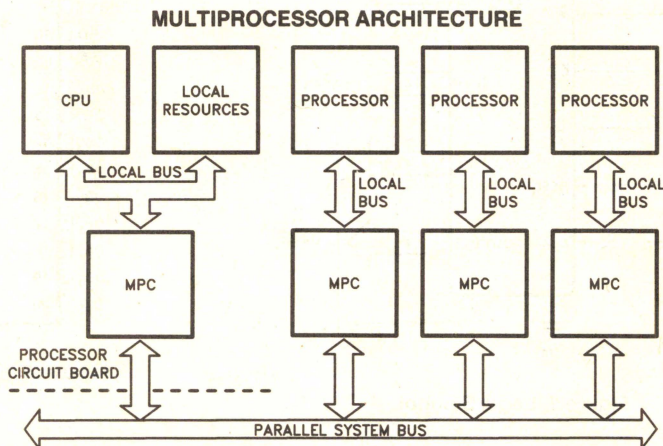 MULTIPROCESSOR ARCHITECTURE
CPU
LOCAL
RESOURCES
PROCESSOR
PROCESSOR
PROCESSOR
LOCAL BUS
LOCAL
BUS
LOCAL
BUS
LOCAL
BUS
MPC
MPC
MPC
MPC
PROCESSOR
CIRCUIT BOARD
PARALLEL SYSTEM BUS